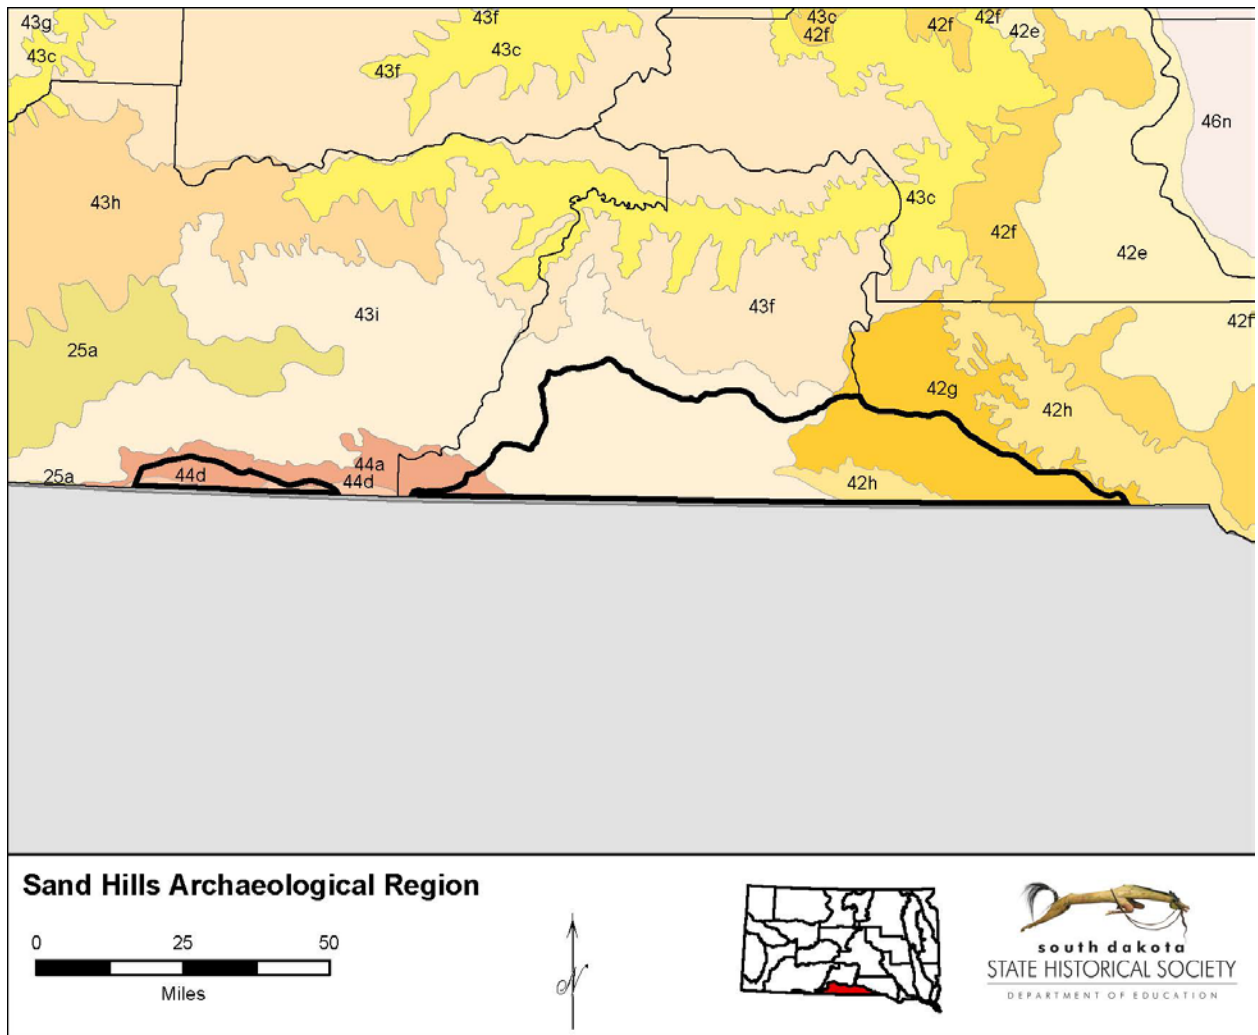 43g
43f
43c
42f
42f
42f
42e
43c
43c
43f
46n
43h
43c
42f
42e
43i
43f
42f
25a
42g
42h
44a
25a
44d
44d
42h
Sand Hills Archaeological Region
0 25 50
Miles
N
south dakota
STATE HISTORICAL SOCIETY
DEPARTMENT OF EDUCATION